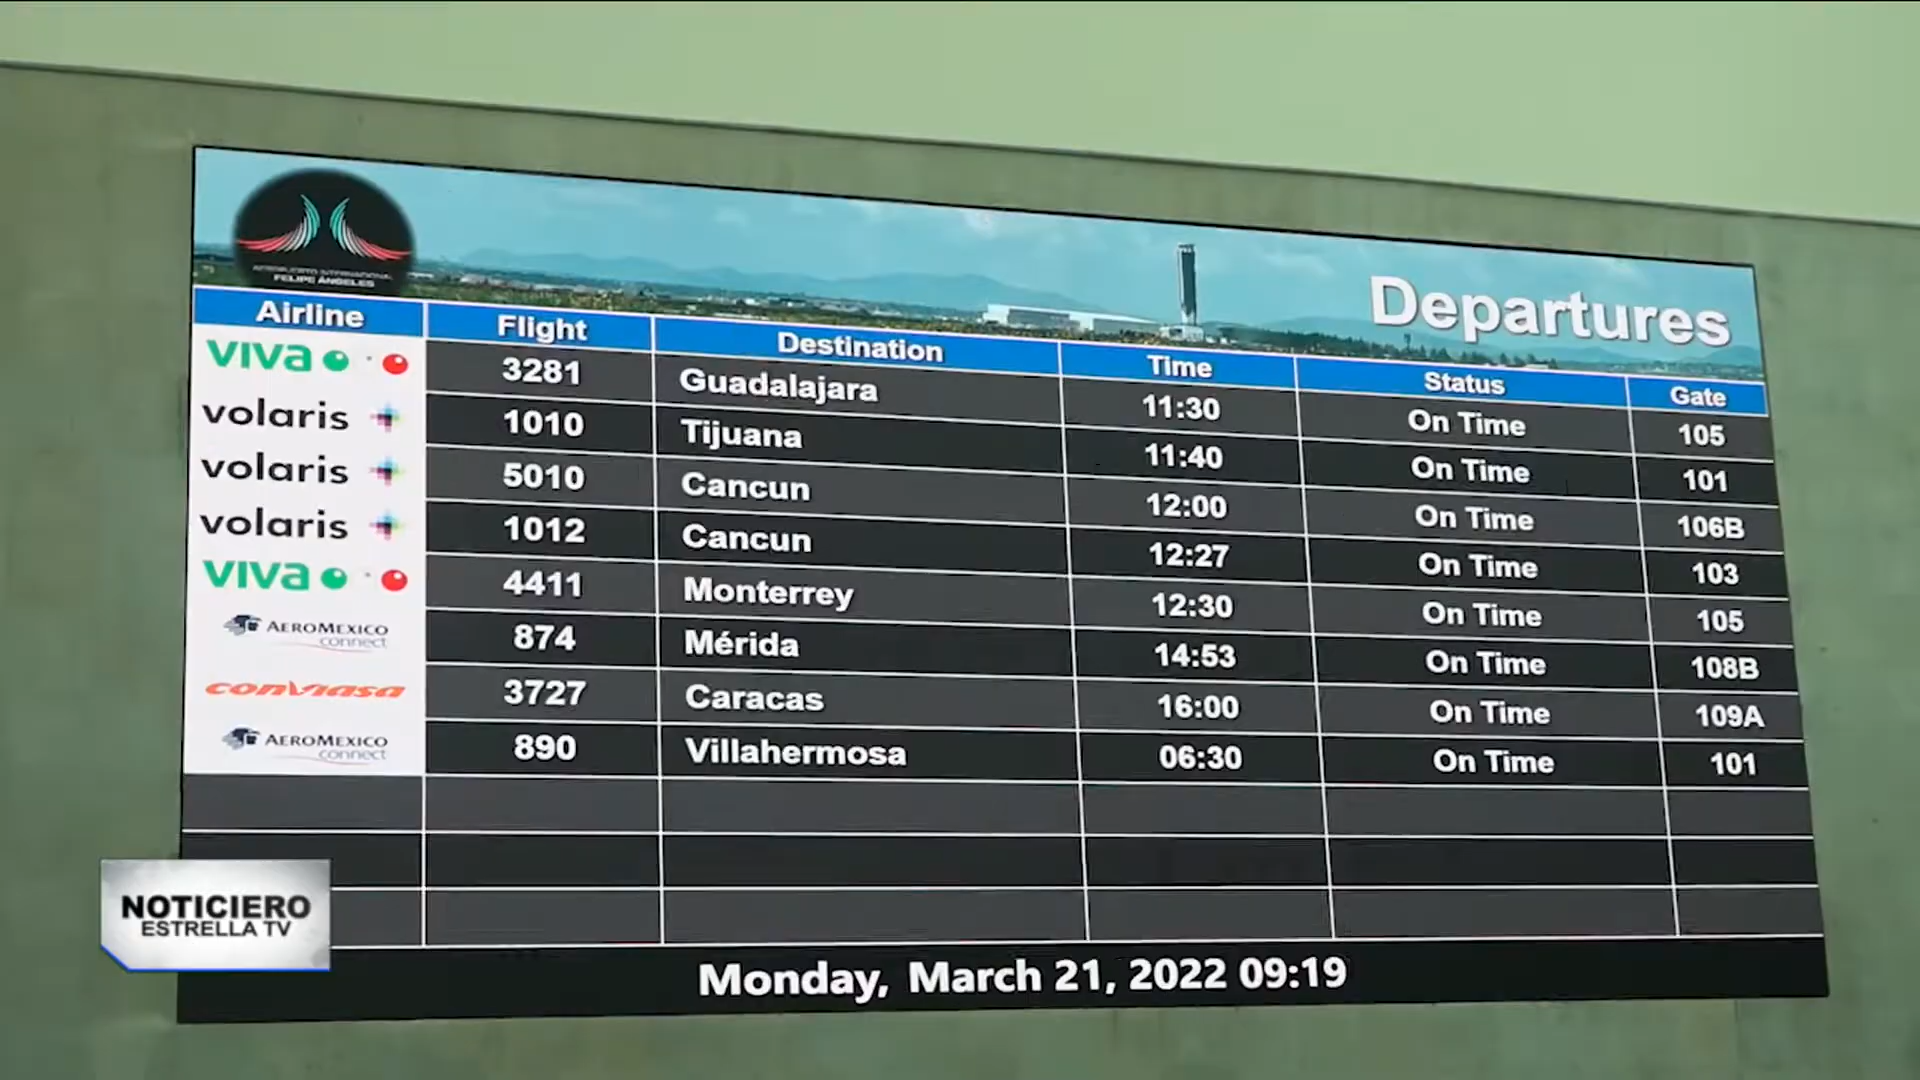 AEROPUERTO INTERNACIONAL
FELIPE ÁNGELES
Departures
Airline Flight Destination Time Status Gate
VIVa 3281 Guadalajara 11:30 On Time 105
volaris 1010 Tijuana 11:40 On Time 101
volaris 5010 Cancun 12:00 On Time 106B
volaris 1012 Cancun 12:27 On Time 103
VIVa 4411 Monterrey 12:30 On Time 105
AEROMEXICO connect 874 Mérida 14:53 On Time 108B
conviasa 3727 Caracas 16:00 On Time 109A
AEROMEXICO connect 890 Villahermosa 06:30 On Time 101
NOTICIERO
ESTRELLA TV
Monday, March 21, 2022 09:19